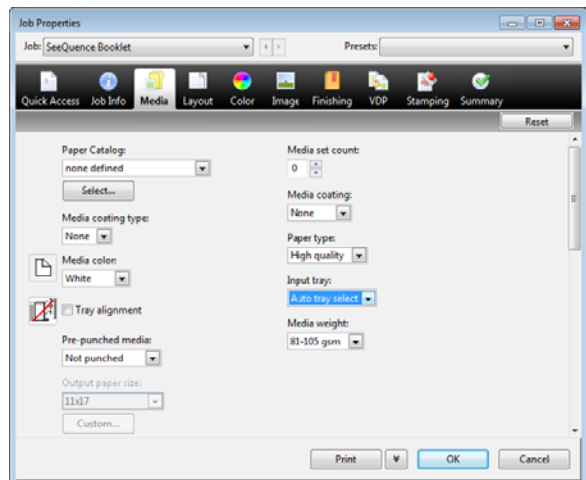 Job Properties
Job: SeeQuence Booklet
Presets:
Quick Access Job Info Media Layout Color Image Finishing VDP Stamping Summary
Reset
Paper Catalog:
none defined
Select...
Media coating type:
None
Media color:
White
Tray alignment
Pre-punched media:
Not punched
Output paper size:
11x17
Custom...
Media set count:
0
Media coating:
None
Paper type:
High quality
Input tray:
Auto tray select
Media weight:
81-105 gsm
Print
OK
Cancel